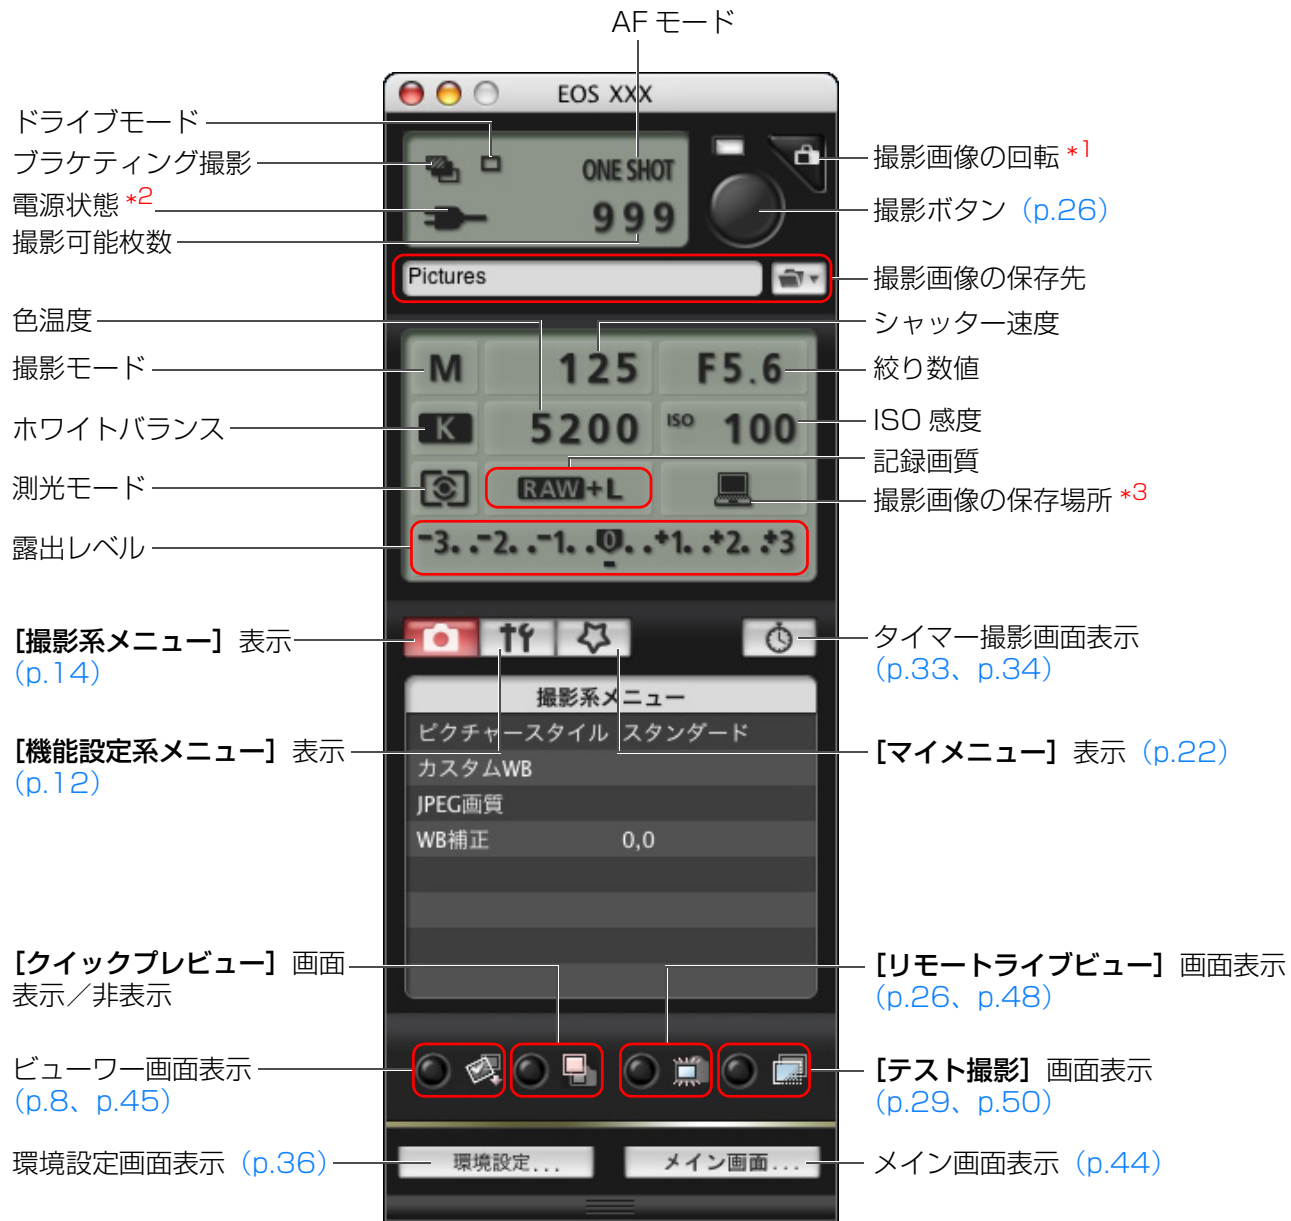 AF モード
EOS XXX
ドライブモード
ブラケティング撮影
電源状態 *2
撮影可能枚数
ONE SHOT
999
撮影画像の回転 *1
撮影ボタン（p.26）
Pictures
撮影画像の保存先
色温度
撮影モード
ホワイトバランス
測光モード
露出レベル
シャッター速度
絞り数値
ISO 感度
記録画質
撮影画像の保存場所 *3
M 125 F5.6
K 5200 ISO 100
RAW+L
-3. .-2. .-1. .0. .+1. .+2. .+3
［撮影系メニュー］表示
（p.14）
タイマー撮影画面表示
（p.33、p.34）
撮影系メニュー
ピクチャースタイル スタンダード
カスタムWB
JPEG画質
WB補正 0,0
［機能設定系メニュー］表示
（p.12）
［マイメニュー］表示（p.22）
［クイックプレビュー］画面
表示／非表示
［リモートライブビュー］画面表示
（p.26、p.48）
ビューワー画面表示
（p.8、p.45）
［テスト撮影］画面表示
（p.29、p.50）
環境設定画面表示（p.36）
環境設定...
メイン画面...
メイン画面表示（p.44）